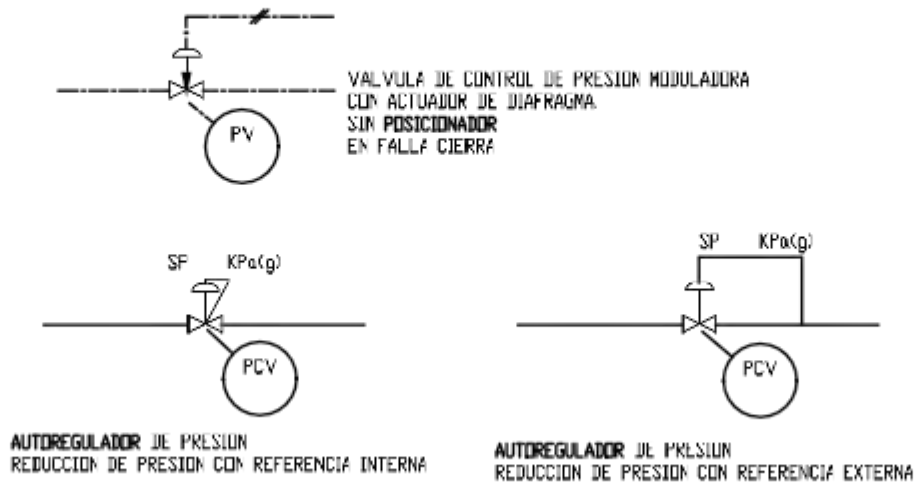 VALVULA DE CONTROL DE PRESION MODULADORA
CON ACTUADOR DE DIAFRAGMA
SIN POSICIONADOR
EN FALLA CIERRA
PV
SP KPa(g)
PCV
AUTOREGULADOR DE PRESION
REDUCCION DE PRESION CON REFERENCIA INTERNA
SP KPa(g)
PCV
AUTOREGULADOR DE PRESION
REDUCCION DE PRESION CON REFERENCIA EXTERNA